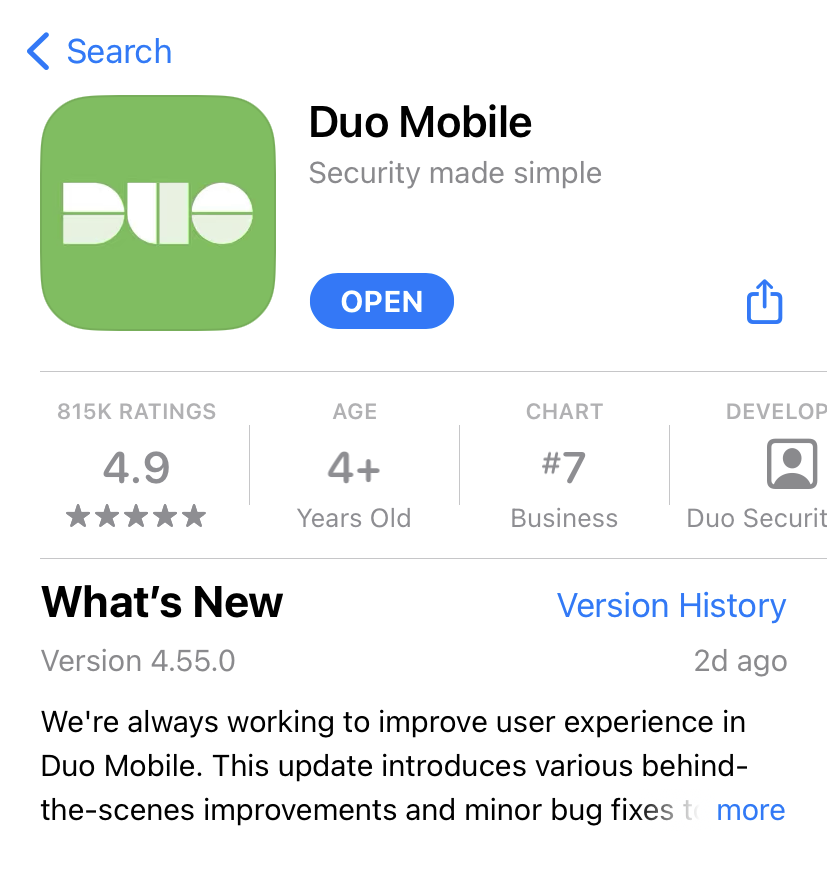 Search
DUO
Duo Mobile
Security made simple
OPEN
815K RATINGS
4.9
AGE
4+
Years Old
CHART
#7
Business
DEVELOP
Duo Securit
What's New
Version History
Version 4.55.0
2d ago
We're always working to improve user experience in
Duo Mobile. This update introduces various behind-
the-scenes improvements and minor bug fixes to more